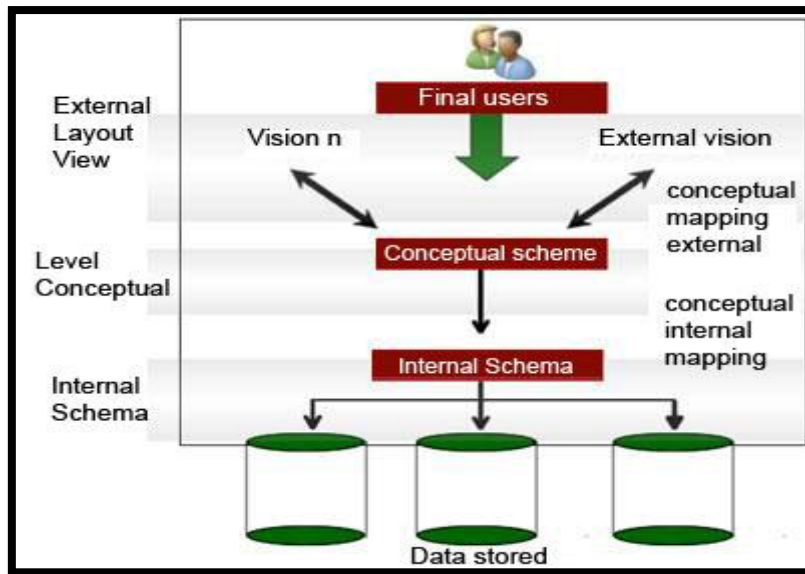 Final users
External
Layout
View
Vision n
External vision
conceptual
mapping
external
Conceptual scheme
Level
Conceptual
conceptual
internal
mapping
Internal Schema
Internal
Schema
Data stored